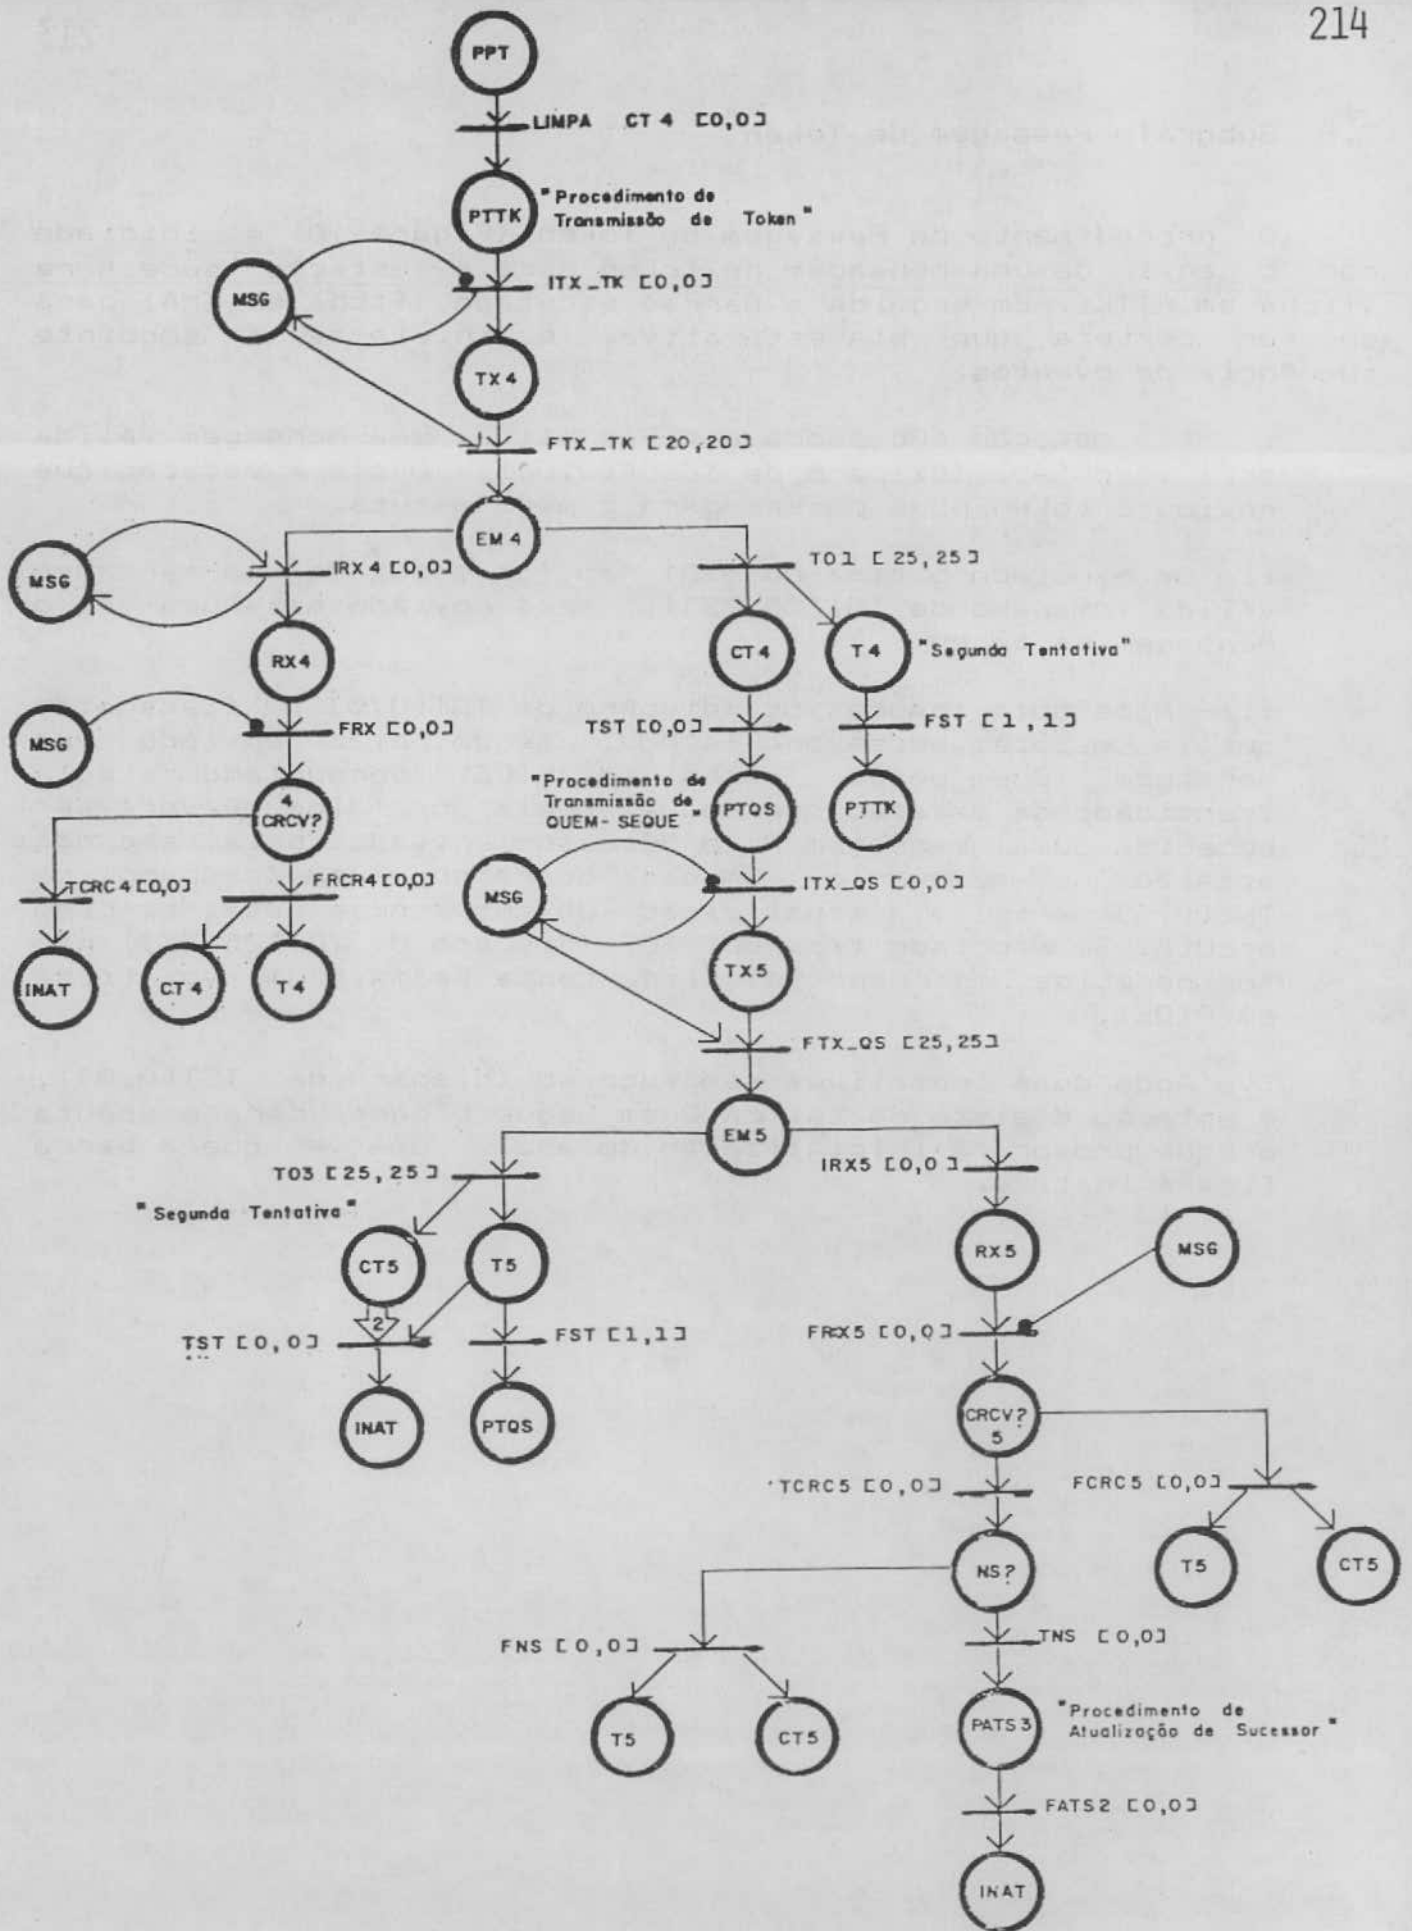 214
PPT
LIMPA CT 4 [0,0]
PTTK
"Procedimento de
Transmissão de Token"
MSG
ITX_TK [0,0]
TX4
FTX_TK [20,20]
EM4
MSG
IRX4 [0,0]
TO1 [25,25]
RX4
CT4
T4
"Segunda Tentativa"
MSG
FRX [0,0]
TST [0,0]
FST [1,1]
4
CRCV?
"Procedimento de
Transmissão de
QUEM-SEQUE"
PTQS
PTTK
TCRC4 [0,0]
FRCR4 [0,0]
MSG
ITX_QS [0,0]
INAT
CT4
T4
TX5
FTX_QS [25,25]
EM5
TO3 [25,25]
IRX5 [0,0]
"Segunda Tentativa"
CT5
T5
RX5
MSG
2
TST [0,0]
FST [1,1]
FRX5 [0,0]
INAT
PTQS
CRCV?
5
TCRC5 [0,0]
FCRC5 [0,0]
NS?
T5
CT5
FNS [0,0]
TNS [0,0]
T5
CT5
PATS3
"Procedimento de
Atualização de Sucessor"
FATS2 [0,0]
INAT